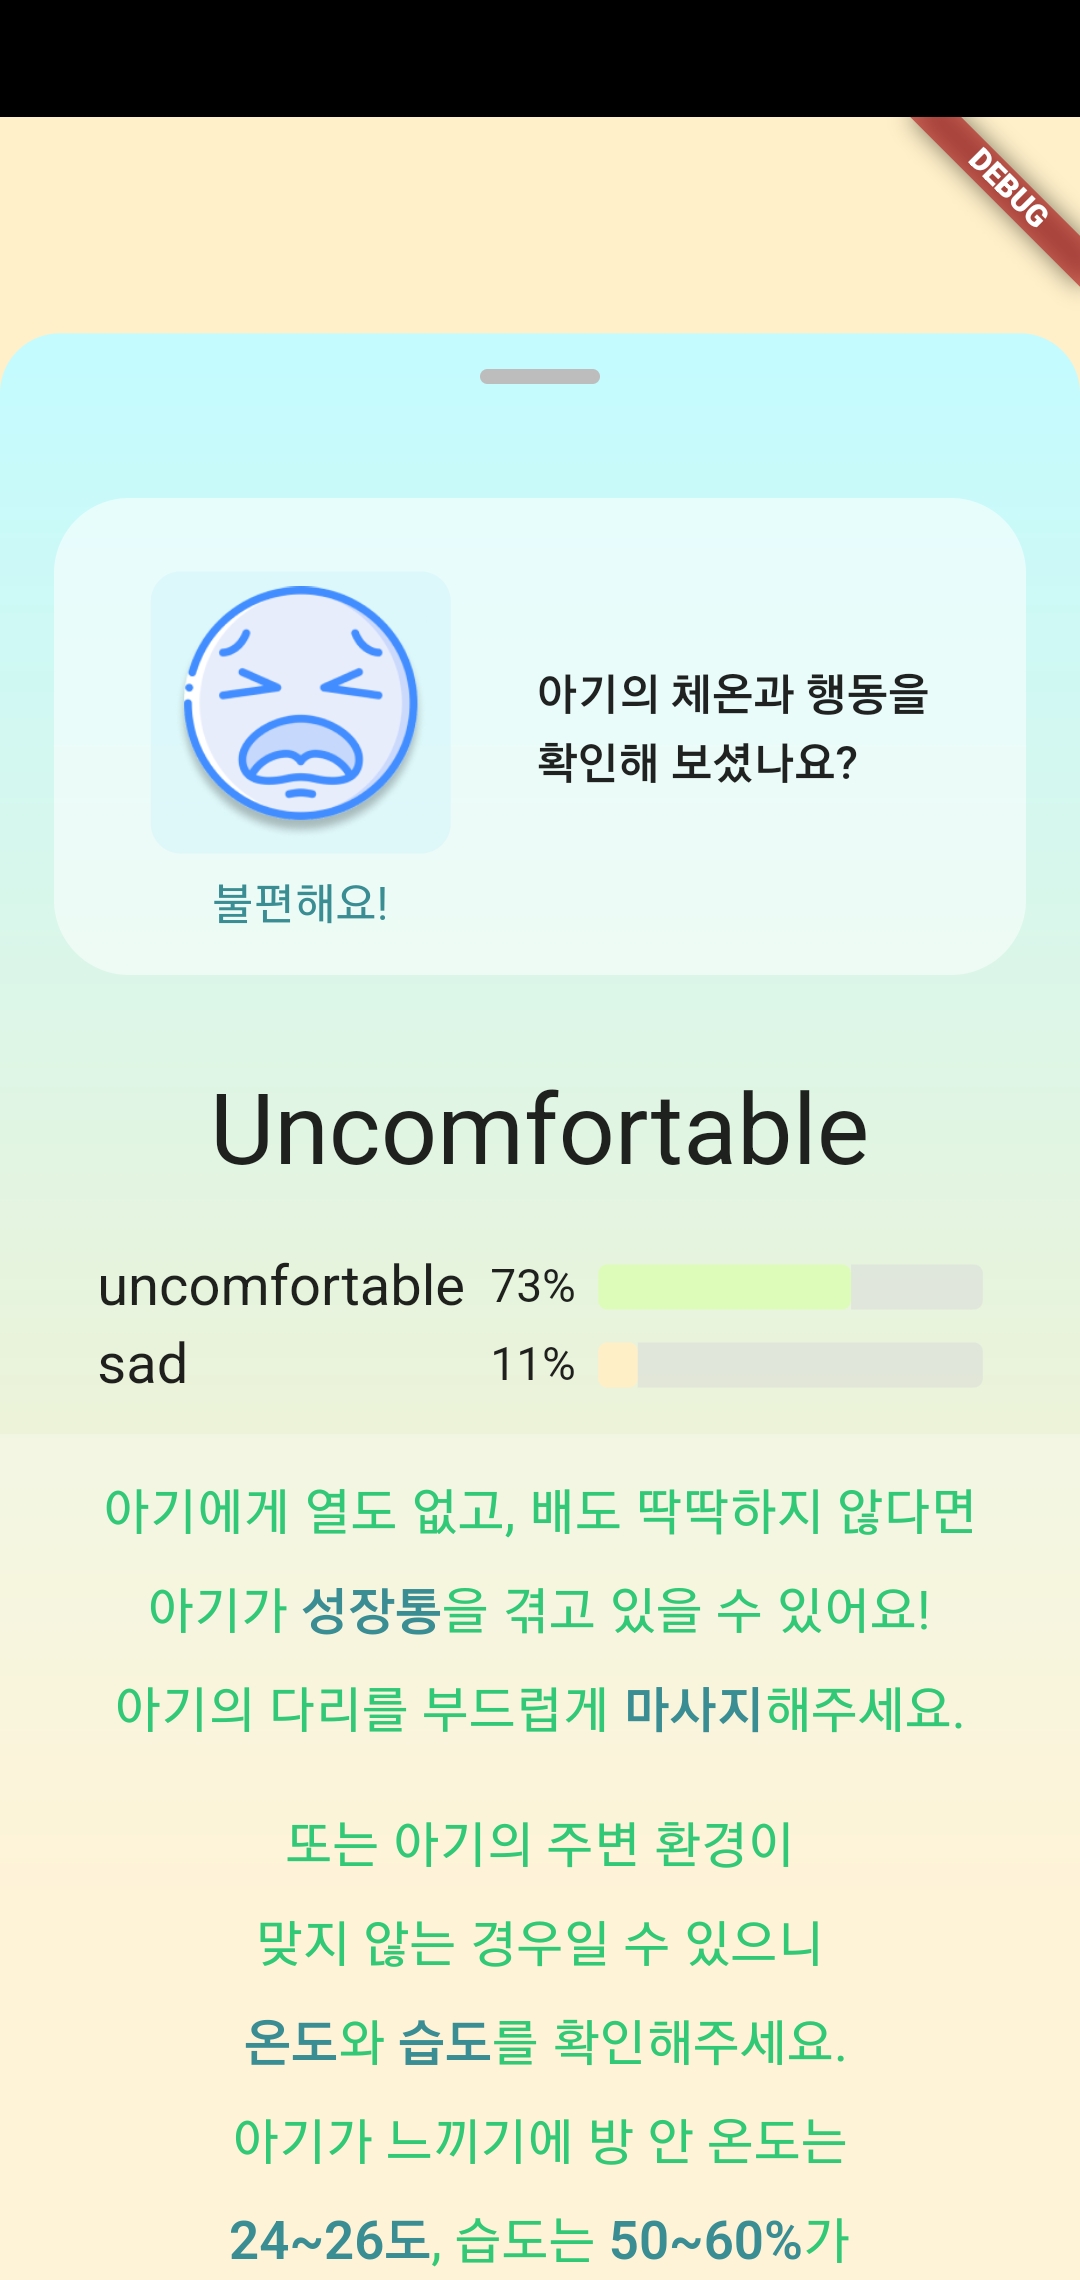 DEBUG
아기의 체온과 행동을
확인해 보셨나요?
불편해요!
Uncomfortable
uncomfortable 73%
sad 11%
아기에게 열도 없고, 배도 딱딱하지 않다면
아기가 성장통을 겪고 있을 수 있어요!
아기의 다리를 부드럽게 마사지해주세요.
또는 아기의 주변 환경이
맞지 않는 경우일 수 있으니
온도와 습도를 확인해주세요.
아기가 느끼기에 방 안 온도는
24~26도, 습도는 50~60%가